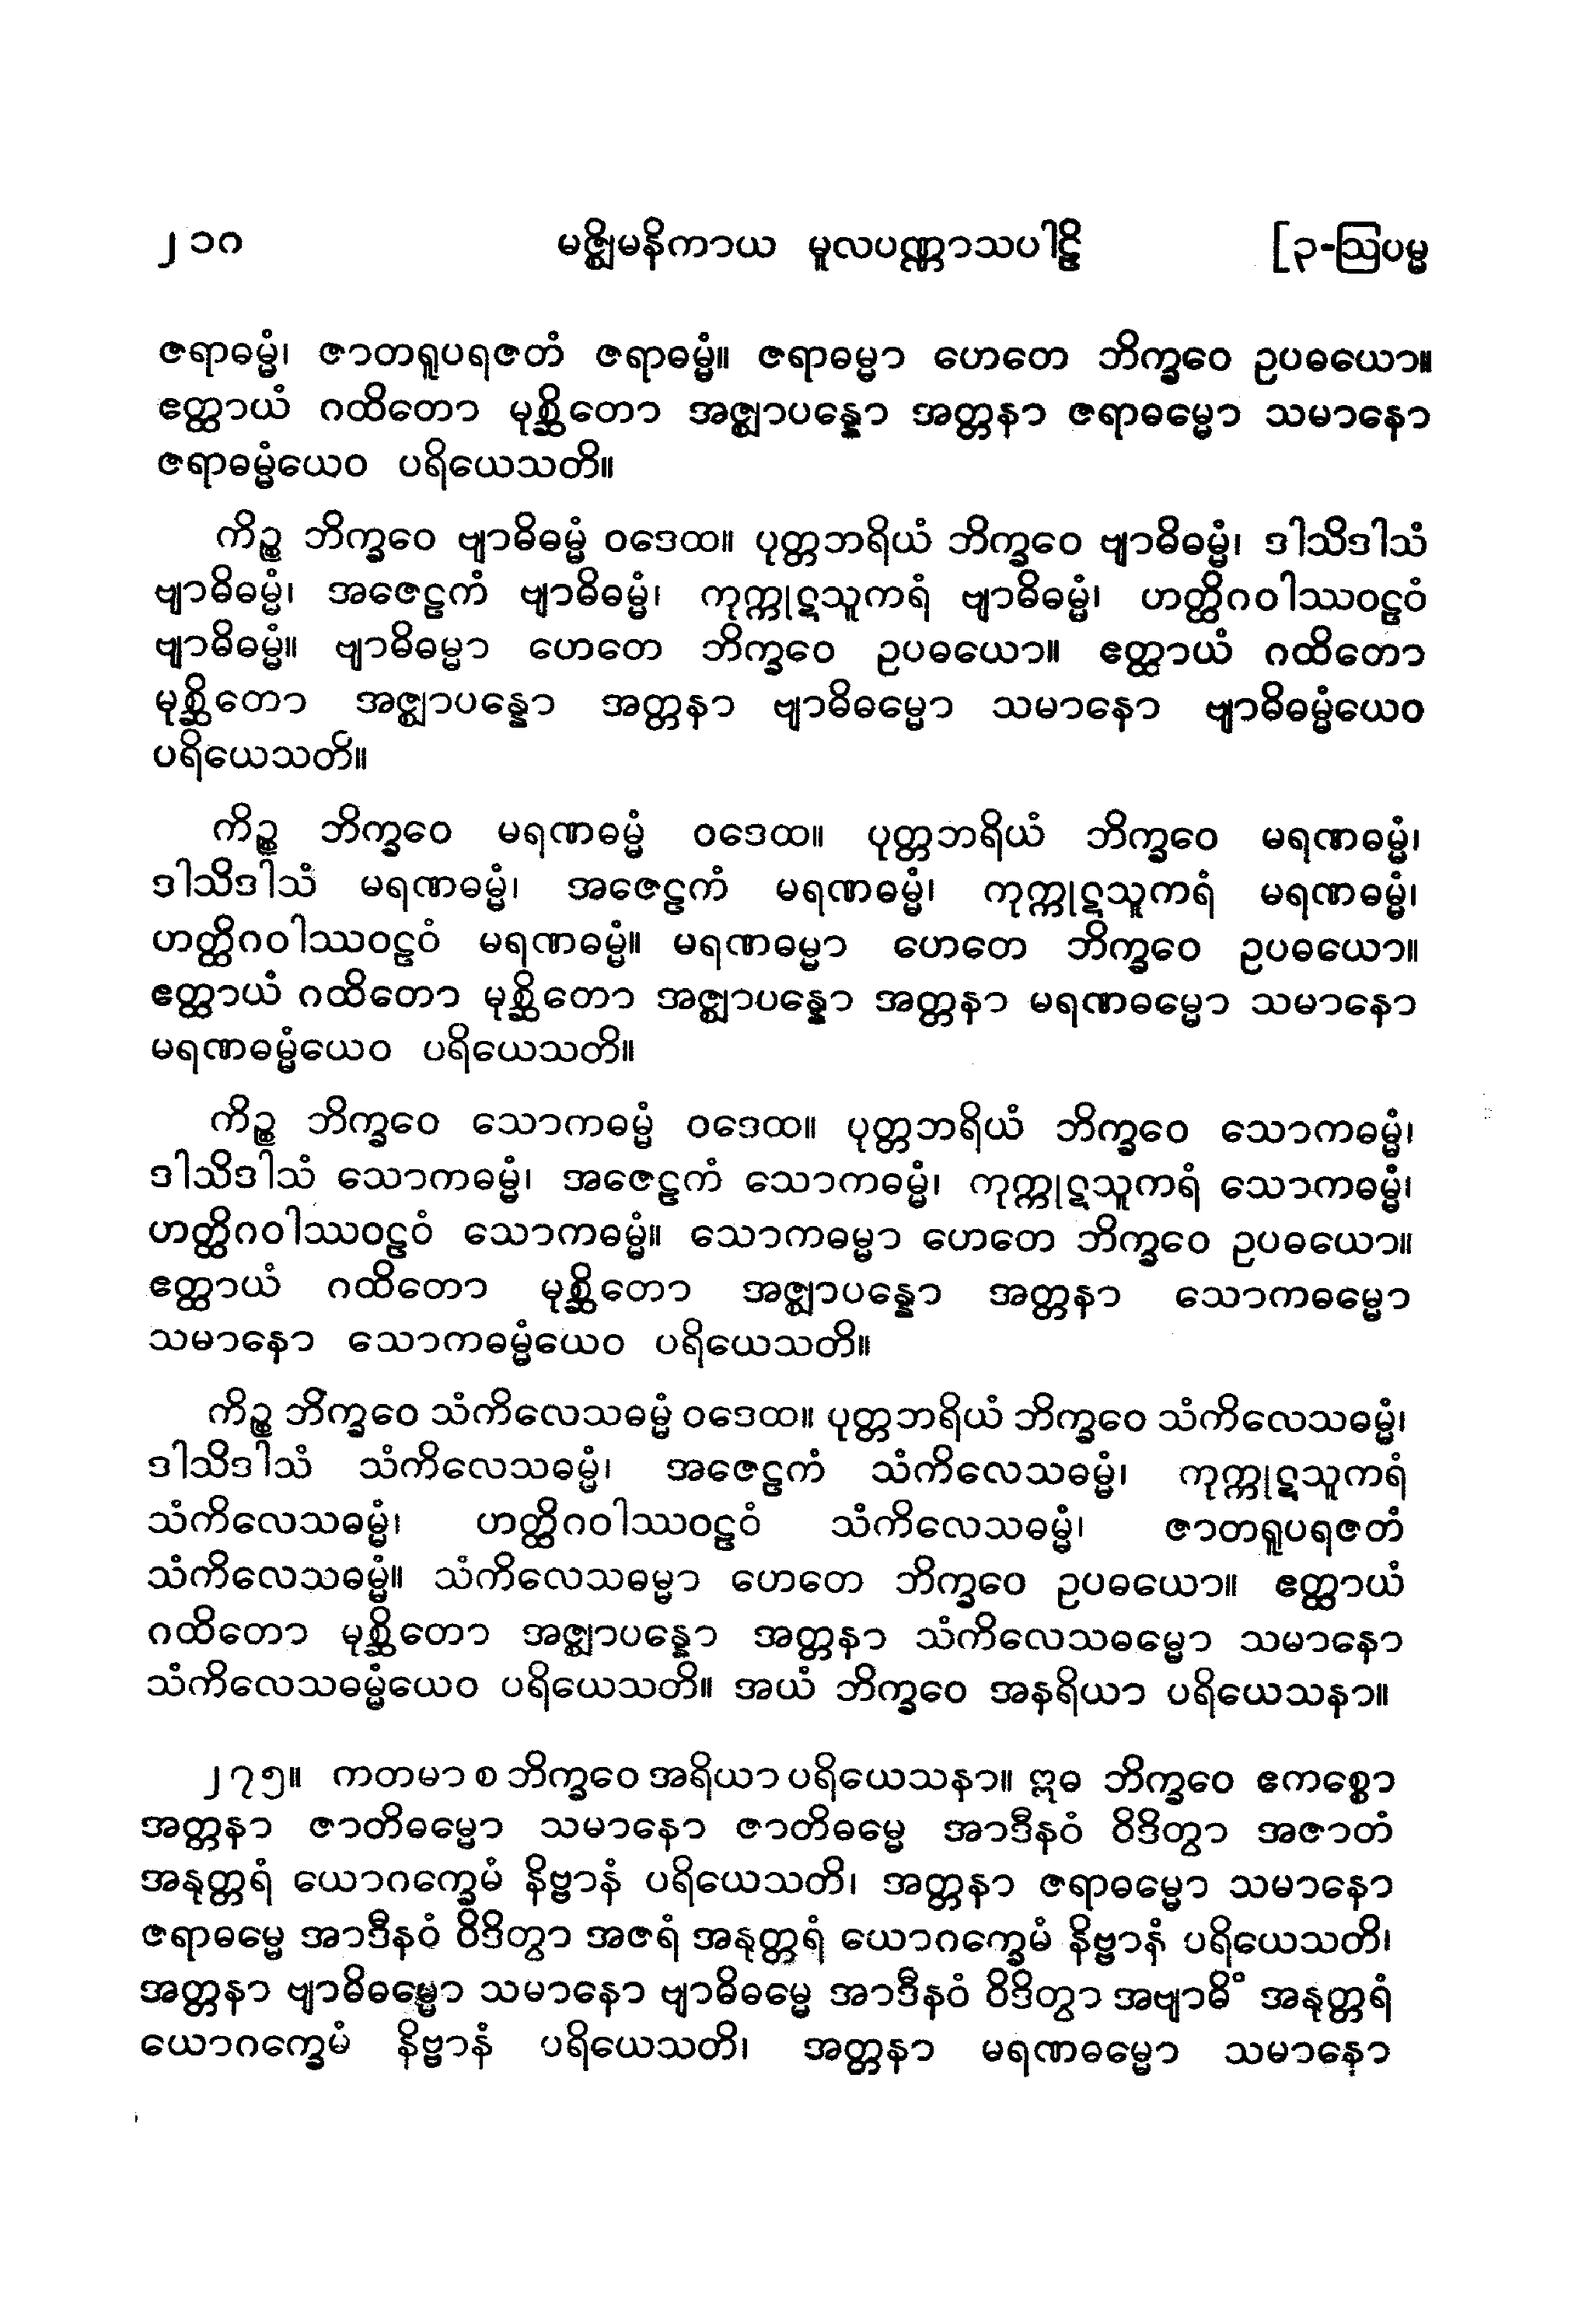 ၂၁၈ မဇ္ဈိမနိကာယ မူလပဏ္ဏာသပါဠိ [၃-ဩပမ္မ
ဇရာဓမ္မံ၊ ဇာတရူပရဇတံ ဇရာဓမ္မံ။ ဇရာဓမ္မာ ဟေတေ ဘိက္ခဝေ ဥပဓယော။
ဧတ္ထာယံ ဂထိတော မုစ္ဆိတော အဇ္ဈာပန္နော အတ္တနာ ဇရာဓမ္မော သမာနော
ဇရာဓမ္မံယေဝ ပရိယေသတိ။
ကိဉ္စ ဘိက္ခဝေ ဗျာဓိဓမ္မံ ဝဒေထ။ ပုတ္တဘရိယံ ဘိက္ခဝေ ဗျာဓိဓမ္မံ၊ ဒါသိဒါသံ
ဗျာဓိဓမ္မံ၊ အဇေဠကံ ဗျာဓိဓမ္မံ၊ ကုက္ကုဋသူကရံ ဗျာဓိဓမ္မံ၊ ဟတ္ထိဂဝါဿဝဠဝံ
ဗျာဓိဓမ္မံ။ ဗျာဓိဓမ္မာ ဟေတေ ဘိက္ခဝေ ဥပဓယော။ ဧတ္ထာယံ ဂထိတော
မုစ္ဆိတော အဇ္ဈာပန္နော အတ္တနာ ဗျာဓိဓမ္မော သမာနော ဗျာဓိဓမ္မံယေဝ
ပရိယေသတိ။
ကိဉ္စ ဘိက္ခဝေ မရဏဓမ္မံ ဝဒေထ။ ပုတ္တဘရိယံ ဘိက္ခဝေ မရဏဓမ္မံ၊
ဒါသိဒါသံ မရဏဓမ္မံ၊ အဇေဠကံ မရဏဓမ္မံ၊ ကုက္ကုဋသူကရံ မရဏဓမ္မံ၊
ဟတ္ထိဂဝါဿဝဠဝံ မရဏဓမ္မံ။ မရဏဓမ္မာ ဟေတေ ဘိက္ခဝေ ဥပဓယော။
ဧတ္ထာယံ ဂထိတော မုစ္ဆိတော အဇ္ဈာပန္နော အတ္တနာ မရဏဓမ္မော သမာနော
မရဏဓမ္မံယေဝ ပရိယေသတိ။
ကိဉ္စ ဘိက္ခဝေ သောကဓမ္မံ ဝဒေထ။ ပုတ္တဘရိယံ ဘိက္ခဝေ သောကဓမ္မံ၊
ဒါသိဒါသံ သောကဓမ္မံ၊ အဇေဠကံ သောကဓမ္မံ၊ ကုက္ကုဋသူကရံ သောကဓမ္မံ၊
ဟတ္ထိဂဝါဿဝဠဝံ သောကဓမ္မံ။ သောကဓမ္မာ ဟေတေ ဘိက္ခဝေ ဥပဓယော။
ဧတ္ထာယံ ဂထိတော မုစ္ဆိတော အဇ္ဈာပန္နော အတ္တနာ သောကဓမ္မော
သမာနော သောကဓမ္မံယေဝ ပရိယေသတိ။
ကိဉ္စ ဘိက္ခဝေ သံကိလေသဓမ္မံ ဝဒေထ။ ပုတ္တဘရိယံ ဘိက္ခဝေ သံကိလေသဓမ္မံ၊
ဒါသိဒါသံ သံကိလေသဓမ္မံ၊ အဇေဠကံ သံကိလေသဓမ္မံ၊ ကုက္ကုဋသူကရံ
သံကိလေသဓမ္မံ၊ ဟတ္ထိဂဝါဿဝဠဝံ သံကိလေသဓမ္မံ၊ ဇာတရူပရဇတံ
သံကိလေသဓမ္မံ။ သံကိလေသဓမ္မာ ဟေတေ ဘိက္ခဝေ ဥပဓယော။ ဧတ္ထာယံ
ဂထိတော မုစ္ဆိတော အဇ္ဈာပန္နော အတ္တနာ သံကိလေသဓမ္မော သမာနော
သံကိလေသဓမ္မံယေဝ ပရိယေသတိ။ အယံ ဘိက္ခဝေ အနရိယာ ပရိယေသနာ။
၂၇၅။ ကတမာ စ ဘိက္ခဝေ အရိယာ ပရိယေသနာ။ ဣဓ ဘိက္ခဝေ ဧကစ္စော
အတ္တနာ ဇာတိဓမ္မော သမာနော ဇာတိဓမ္မေ အာဒီနဝံ ဝိဒိတွာ အဇာတံ
အနုတ္တရံ ယောဂက္ခေမံ နိဗ္ဗာနံ ပရိယေသတိ၊ အတ္တနာ ဇရာဓမ္မော သမာနော
ဇရာဓမ္မေ အာဒီနဝံ ဝိဒိတွာ အဇရံ အနုတ္တရံ ယောဂက္ခေမံ နိဗ္ဗာနံ ပရိယေသတိ၊
အတ္တနာ ဗျာဓိဓမ္မော သမာနော ဗျာဓိဓမ္မေ အာဒီနဝံ ဝိဒိတွာ အဗျာဓိံ အနုတ္တရံ
ယောဂက္ခေမံ နိဗ္ဗာနံ ပရိယေသတိ၊ အတ္တနာ မရဏဓမ္မော သမာနော